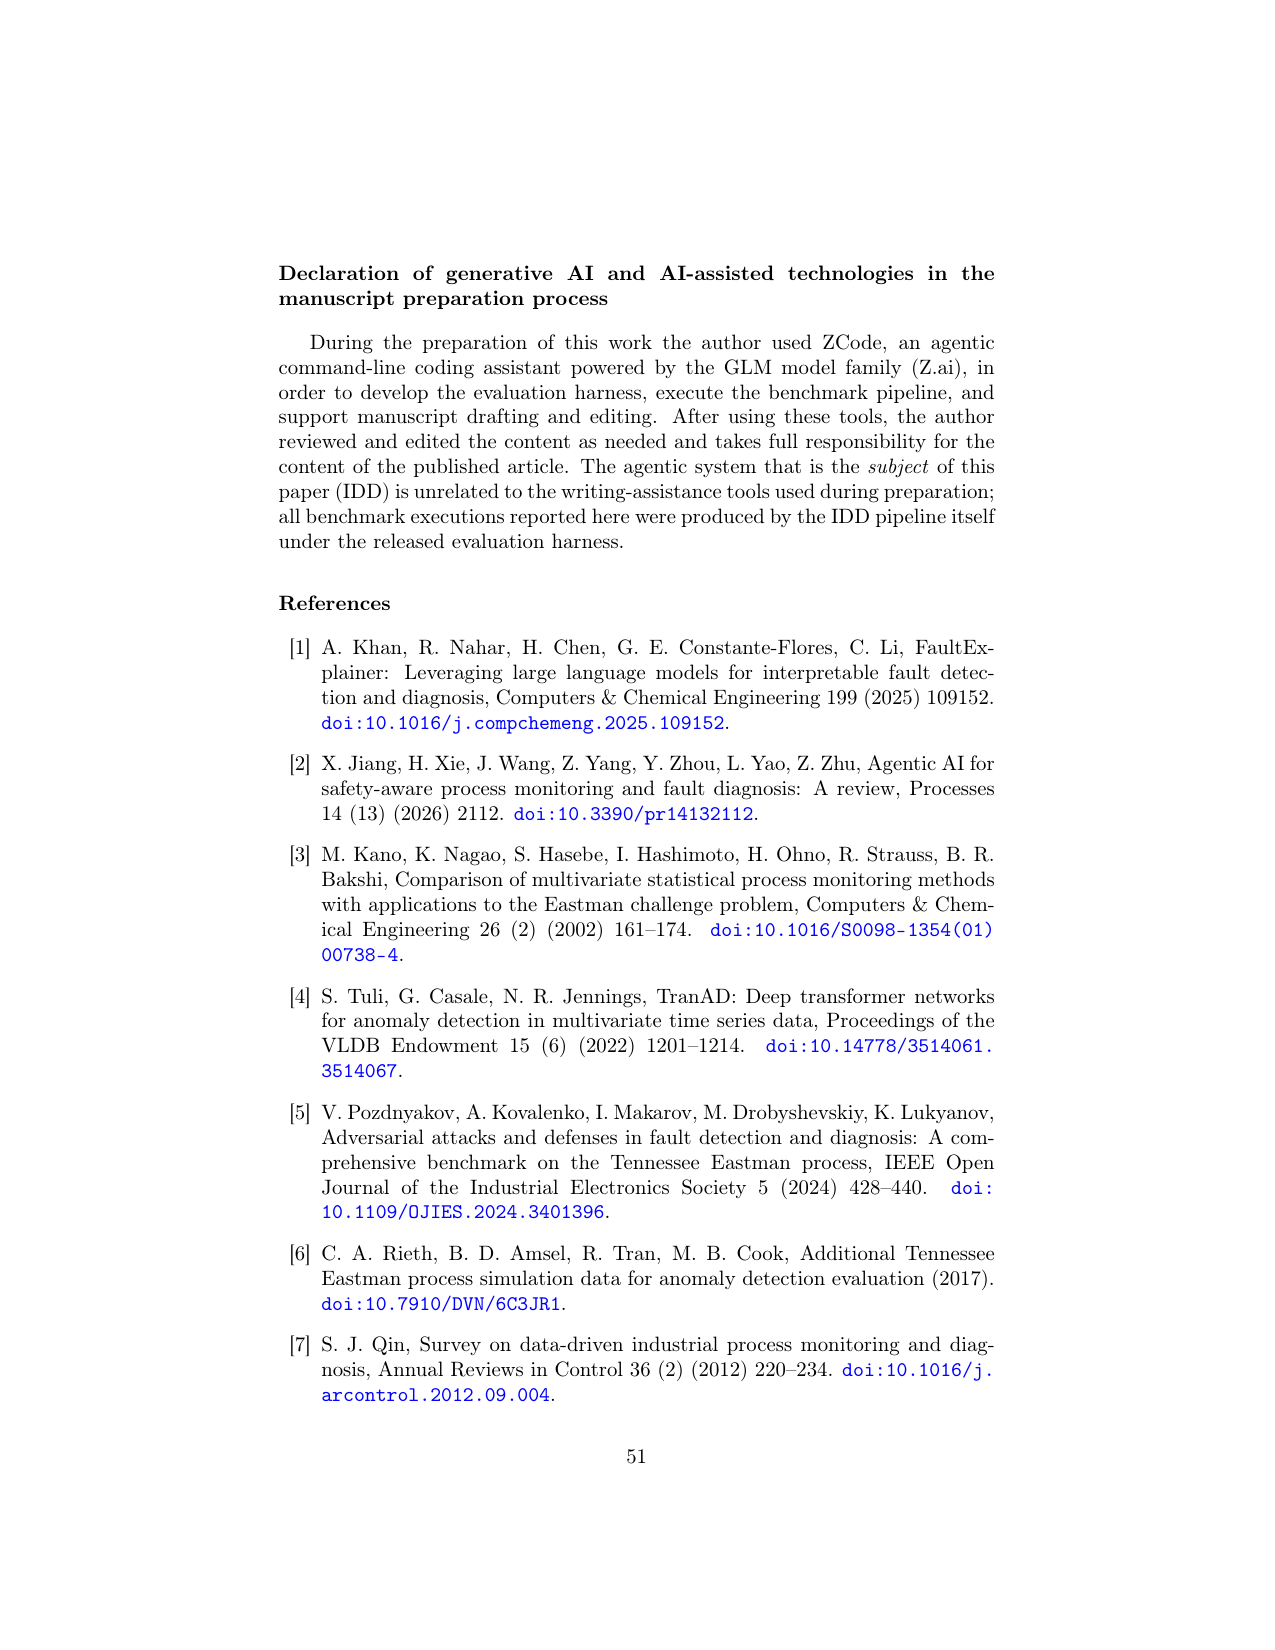 Declaration of generative AI and AI-assisted technologies in the
manuscript preparation process
During the preparation of this work the author used ZCode, an agentic
command-line coding assistant powered by the GLM model family (Z.ai), in
order to develop the evaluation harness, execute the benchmark pipeline, and
support manuscript drafting and editing. After using these tools, the author
reviewed and edited the content as needed and takes full responsibility for the
content of the published article. The agentic system that is the subject of this
paper (IDD) is unrelated to the writing-assistance tools used during preparation;
all benchmark executions reported here were produced by the IDD pipeline itself
under the released evaluation harness.
References
[1] A. Khan, R. Nahar, H. Chen, G. E. Constante-Flores, C. Li, FaultEx-
plainer: Leveraging large language models for interpretable fault detec-
tion and diagnosis, Computers & Chemical Engineering 199 (2025) 109152.
doi:10.1016/j.compchemeng.2025.109152.
[2] X. Jiang, H. Xie, J. Wang, Z. Yang, Y. Zhou, L. Yao, Z. Zhu, Agentic AI for
safety-aware process monitoring and fault diagnosis: A review, Processes
14 (13) (2026) 2112. doi:10.3390/pr14132112.
[3] M. Kano, K. Nagao, S. Hasebe, I. Hashimoto, H. Ohno, R. Strauss, B. R.
Bakshi, Comparison of multivariate statistical process monitoring methods
with applications to the Eastman challenge problem, Computers & Chem-
ical Engineering 26 (2) (2002) 161–174. doi:10.1016/S0098-1354(01)
00738-4.
[4] S. Tuli, G. Casale, N. R. Jennings, TranAD: Deep transformer networks
for anomaly detection in multivariate time series data, Proceedings of the
VLDB Endowment 15 (6) (2022) 1201–1214. doi:10.14778/3514061.
3514067.
[5] V. Pozdnyakov, A. Kovalenko, I. Makarov, M. Drobyshevskiy, K. Lukyanov,
Adversarial attacks and defenses in fault detection and diagnosis: A com-
prehensive benchmark on the Tennessee Eastman process, IEEE Open
Journal of the Industrial Electronics Society 5 (2024) 428–440. doi:
10.1109/OJIES.2024.3401396.
[6] C. A. Rieth, B. D. Amsel, R. Tran, M. B. Cook, Additional Tennessee
Eastman process simulation data for anomaly detection evaluation (2017).
doi:10.7910/DVN/6C3JR1.
[7] S. J. Qin, Survey on data-driven industrial process monitoring and diag-
nosis, Annual Reviews in Control 36 (2) (2012) 220–234. doi:10.1016/j.
arcontrol.2012.09.004.
51